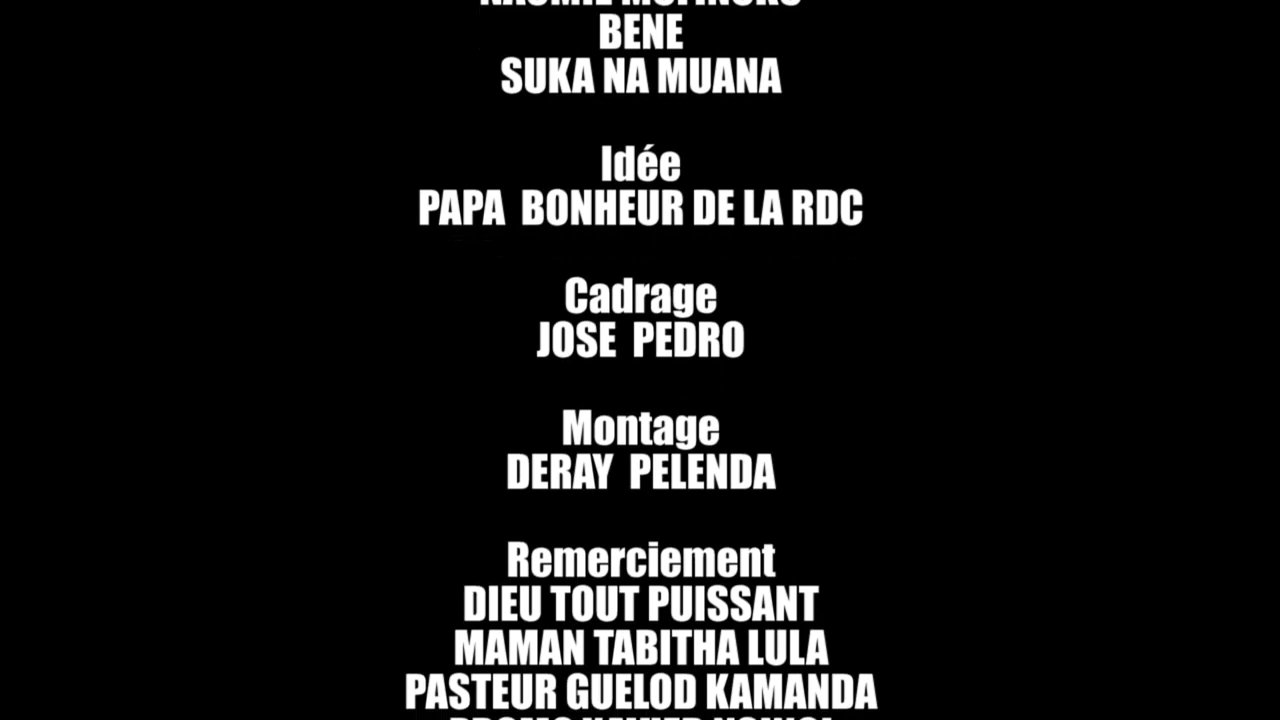 BENE
SUKA NA MUANA
Idée
PAPA BONHEUR DE LA RDC
Cadrage
JOSE PEDRO
Montage
DERAY PELENDA
Remerciement
DIEU TOUT PUISSANT
MAMAN TABITHA LULA
PASTEUR GUELOD KAMANDA